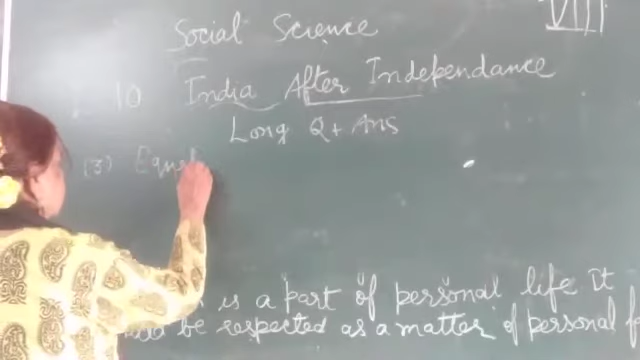 VIII
Social Science
10 India After Independance
Long Q + Ans
(3)
is a part of personal life It
be respected as a matter of personal